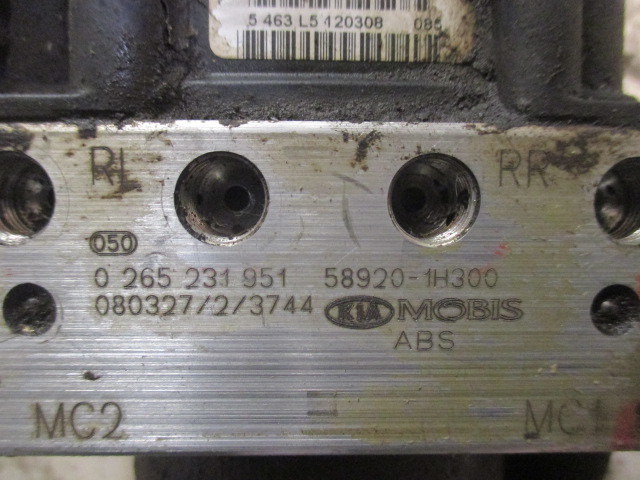 5 463 L5 120308 085
RL RR
050
0 265 231 951 58920-1H300
080327/2/3744 KIA MOBIS
ABS
MC2 MC1